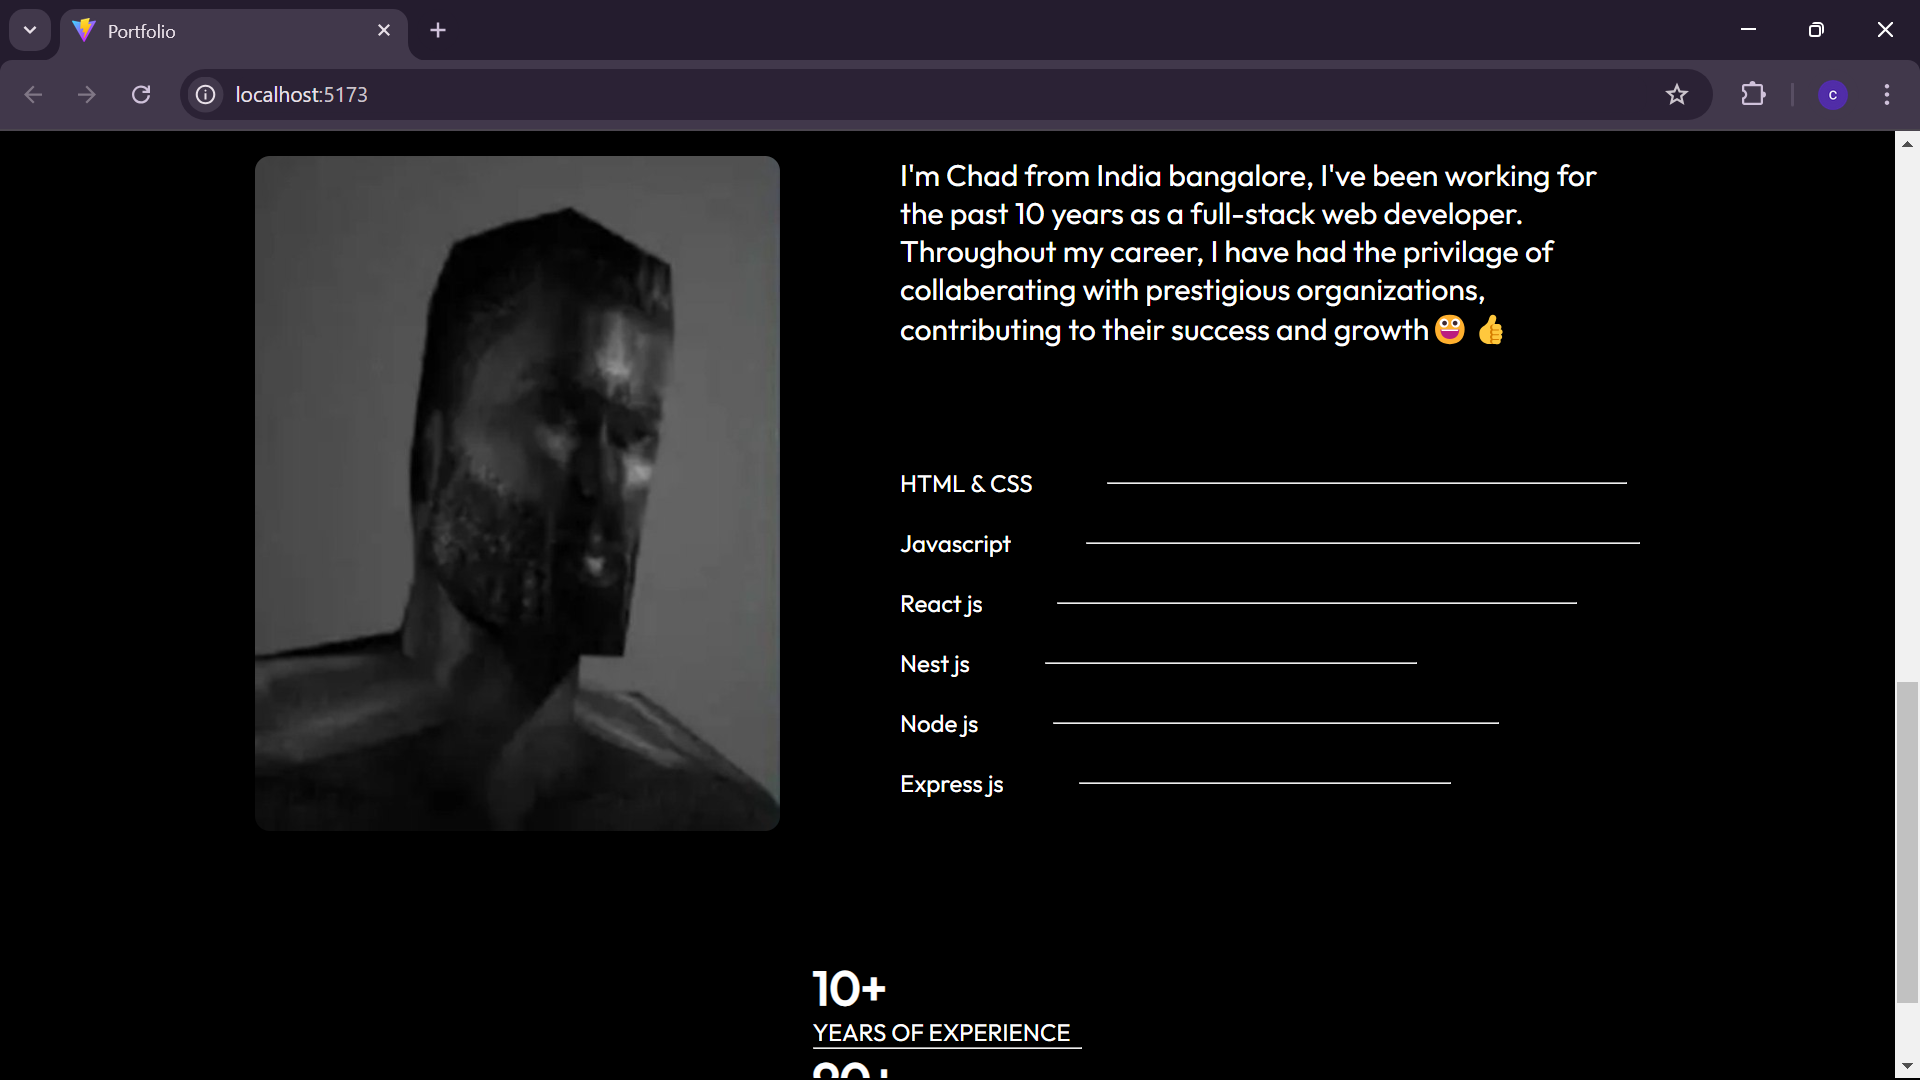 Portfolio
localhost:5173
c
I'm Chad from India bangalore, I've been working for
the past 10 years as a full-stack web developer.
Throughout my career, I have had the privilage of
collaberating with prestigious organizations,
contributing to their success and growth😀 👍
HTML & CSS
Javascript
React js
Nest js
Node js
Express js
10+
YEARS OF EXPERIENCE